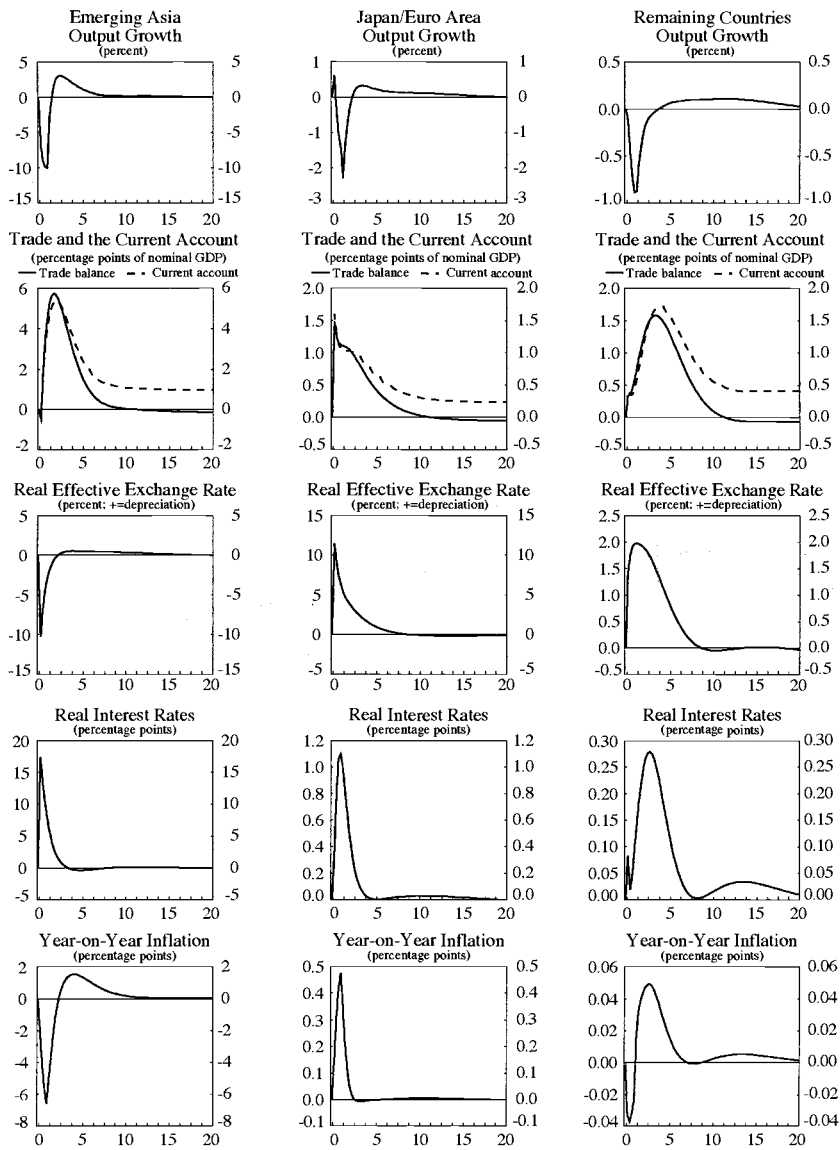 Emerging Asia
Output Growth
(percent)
5 5
0 0
-5 -5
-10 -10
-15 -15
0 5 10 15 20
Japan/Euro Area
Output Growth
(percent)
1 1
0 0
-1 -1
-2 -2
-3 -3
0 5 10 15 20
Remaining Countries
Output Growth
(percent)
0.5 0.5
0.0 0.0
-0.5 -0.5
-1.0 -1.0
0 5 10 15 20
Trade and the Current Account
(percentage points of nominal GDP)
Trade balance Current account
6 6
4 4
2 2
0 0
-2 -2
0 5 10 15 20
Trade and the Current Account
(percentage points of nominal GDP)
Trade balance Current account
2.0 2.0
1.5 1.5
1.0 1.0
0.5 0.5
0.0 0.0
-0.5 -0.5
0 5 10 15 20
Trade and the Current Account
(percentage points of nominal GDP)
Trade balance Current account
2.0 2.0
1.5 1.5
1.0 1.0
0.5 0.5
0.0 0.0
-0.5 -0.5
0 5 10 15 20
Real Effective Exchange Rate
(percent; +=depreciation)
5 5
0 0
-5 -5
-10 -10
-15 -15
0 5 10 15 20
Real Effective Exchange Rate
(percent; +=depreciation)
15 15
10 10
5 5
0 0
-5 -5
0 5 10 15 20
Real Effective Exchange Rate
(percent; +=depreciation)
2.5 2.5
2.0 2.0
1.5 1.5
1.0 1.0
0.5 0.5
0.0 0.0
-0.5 -0.5
0 5 10 15 20
Real Interest Rates
(percentage points)
20 20
15 15
10 10
5 5
0 0
-5 -5
0 5 10 15 20
Real Interest Rates
(percentage points)
1.2 1.2
1.0 1.0
0.8 0.8
0.6 0.6
0.4 0.4
0.2 0.2
0.0 0.0
0 5 10 15 20
Real Interest Rates
(percentage points)
0.30 0.30
0.25 0.25
0.20 0.20
0.15 0.15
0.10 0.10
0.05 0.05
0.00 0.00
0 5 10 15 20
Year-on-Year Inflation
(percentage points)
2 2
0 0
-2 -2
-4 -4
-6 -6
-8 -8
0 5 10 15 20
Year-on-Year Inflation
(percentage points)
0.5 0.5
0.4 0.4
0.3 0.3
0.2 0.2
0.1 0.1
0.0 0.0
-0.1 -0.1
0 5 10 15 20
Year-on-Year Inflation
(percentage points)
0.06 0.06
0.04 0.04
0.02 0.02
0.00 0.00
-0.02 -0.02
-0.04 -0.04
0 5 10 15 20